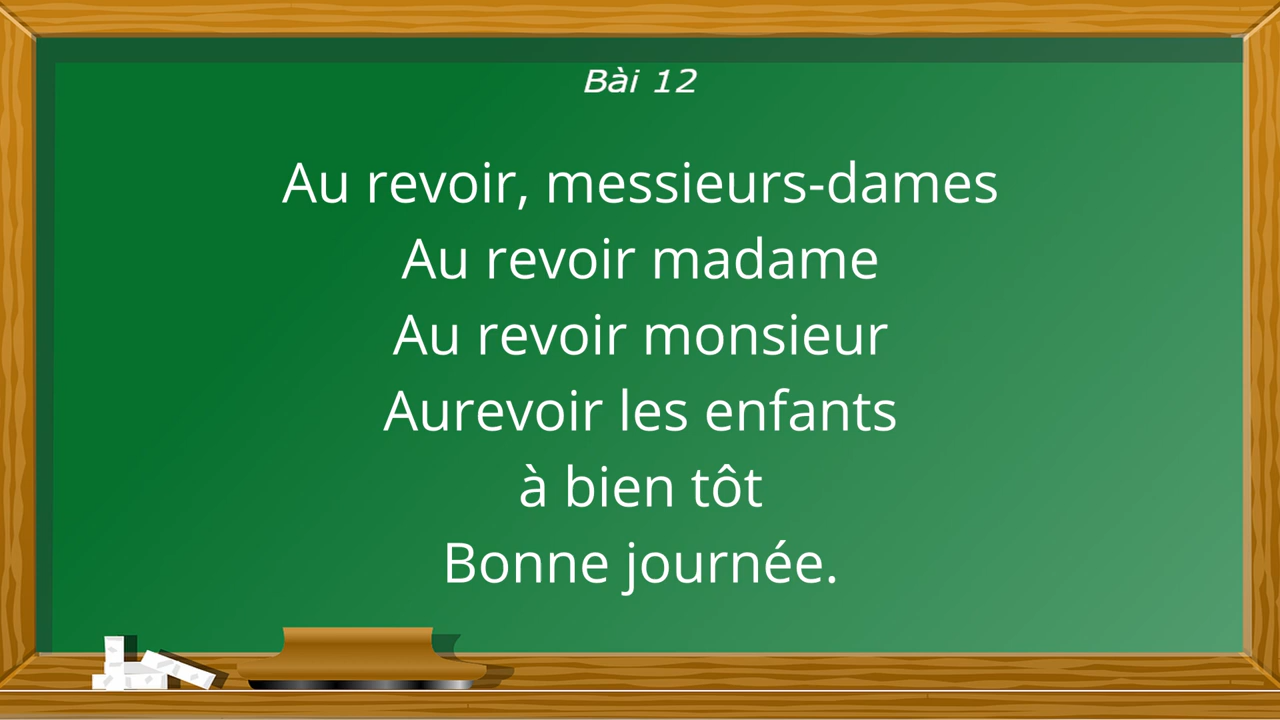 Bài 12
Au revoir, messieurs-dames
Au revoir madame
Au revoir monsieur
Aurevoir les enfants
à bien tôt
Bonne journée.